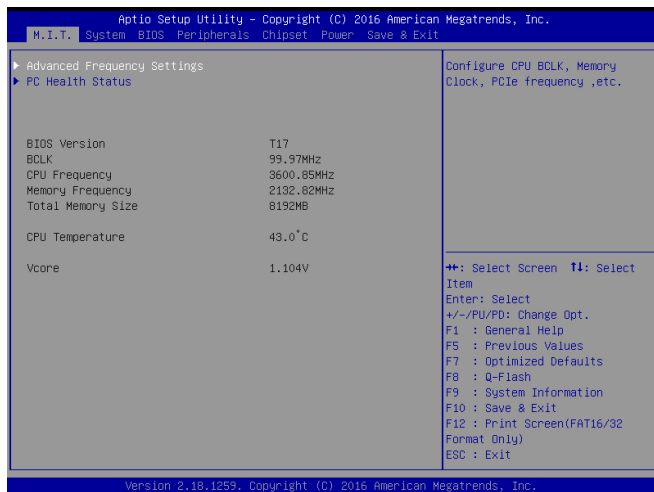 Aptio Setup Utility – Copyright (C) 2016 American Megatrends, Inc.
M.I.T. System BIOS Peripherals Chipset Power Save & Exit
Advanced Frequency Settings
PC Health Status
BIOS Version T17
BCLK 99.97MHz
CPU Frequency 3600.85MHz
Memory Frequency 2132.82MHz
Total Memory Size 8192MB
CPU Temperature 43.0°C
Vcore 1.104V
Configure CPU BCLK, Memory
Clock, PCIe frequency ,etc.
→←: Select Screen ↑↓: Select
Item
Enter: Select
+/-/PU/PD: Change Opt.
F1 : General Help
F5 : Previous Values
F7 : Optimized Defaults
F8 : Q-Flash
F9 : System Information
F10 : Save & Exit
F12 : Print Screen(FAT16/32
Format Only)
ESC : Exit
Version 2.18.1259. Copyright (C) 2016 American Megatrends, Inc.